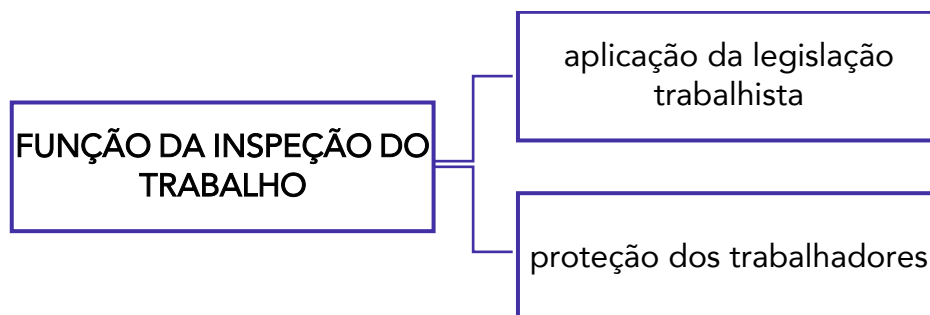 FUNÇÃO DA INSPEÇÃO DO
TRABALHO
aplicação da legislação
trabalhista
proteção dos trabalhadores